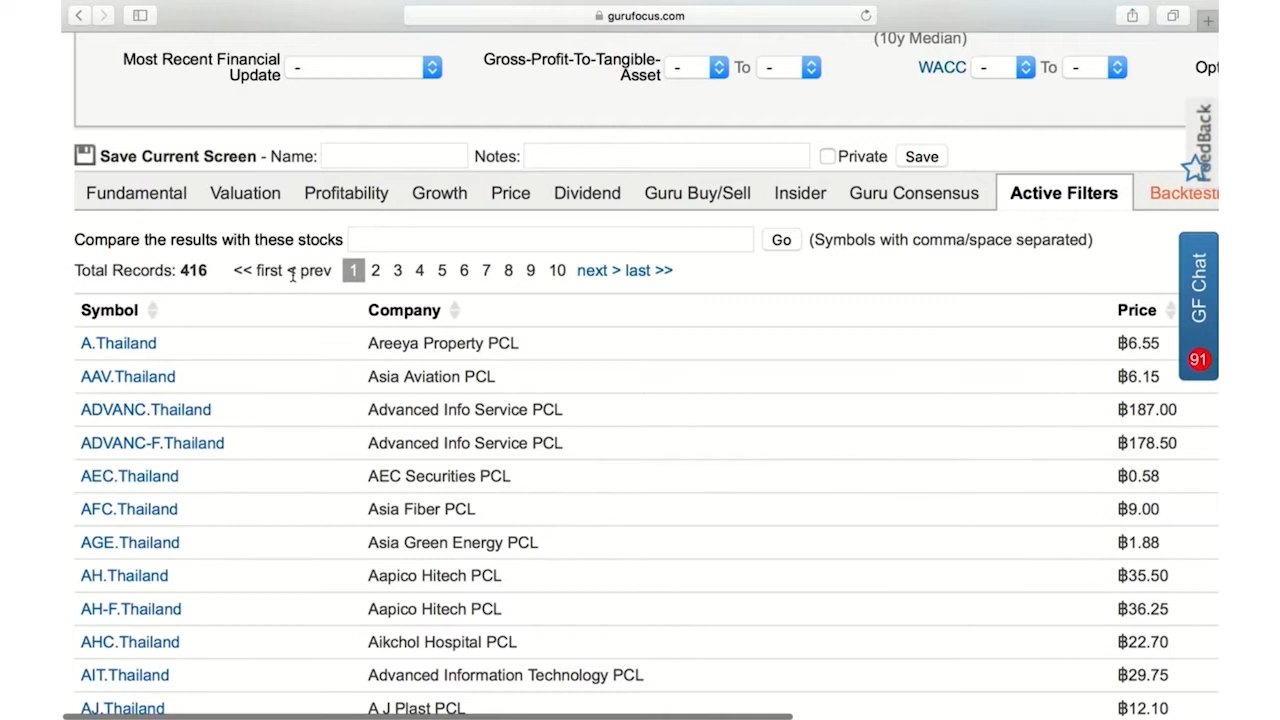 gurufocus.com
(10y Median)
Most Recent Financial Update - Gross-Profit-To-Tangible-Asset - To - WACC - To -
FeedBack
Save Current Screen - Name: Notes: Private Save
Fundamental Valuation Profitability Growth Price Dividend Guru Buy/Sell Insider Guru Consensus Active Filters
Compare the results with these stocks Go (Symbols with comma/space separated)
Total Records: 416 << first < prev 1 2 3 4 5 6 7 8 9 10 next > last >>
GF Chat
91
Symbol Company Price
A.Thailand Areeya Property PCL ฿6.55
AAV.Thailand Asia Aviation PCL ฿6.15
ADVANC.Thailand Advanced Info Service PCL ฿187.00
ADVANC-F.Thailand Advanced Info Service PCL ฿178.50
AEC.Thailand AEC Securities PCL ฿0.58
AFC.Thailand Asia Fiber PCL ฿9.00
AGE.Thailand Asia Green Energy PCL ฿1.88
AH.Thailand Aapico Hitech PCL ฿35.50
AH-F.Thailand Aapico Hitech PCL ฿36.25
AHC.Thailand Aikchol Hospital PCL ฿22.70
AIT.Thailand Advanced Information Technology PCL ฿29.75
AJ.Thailand A J Plast PCL ฿12.10